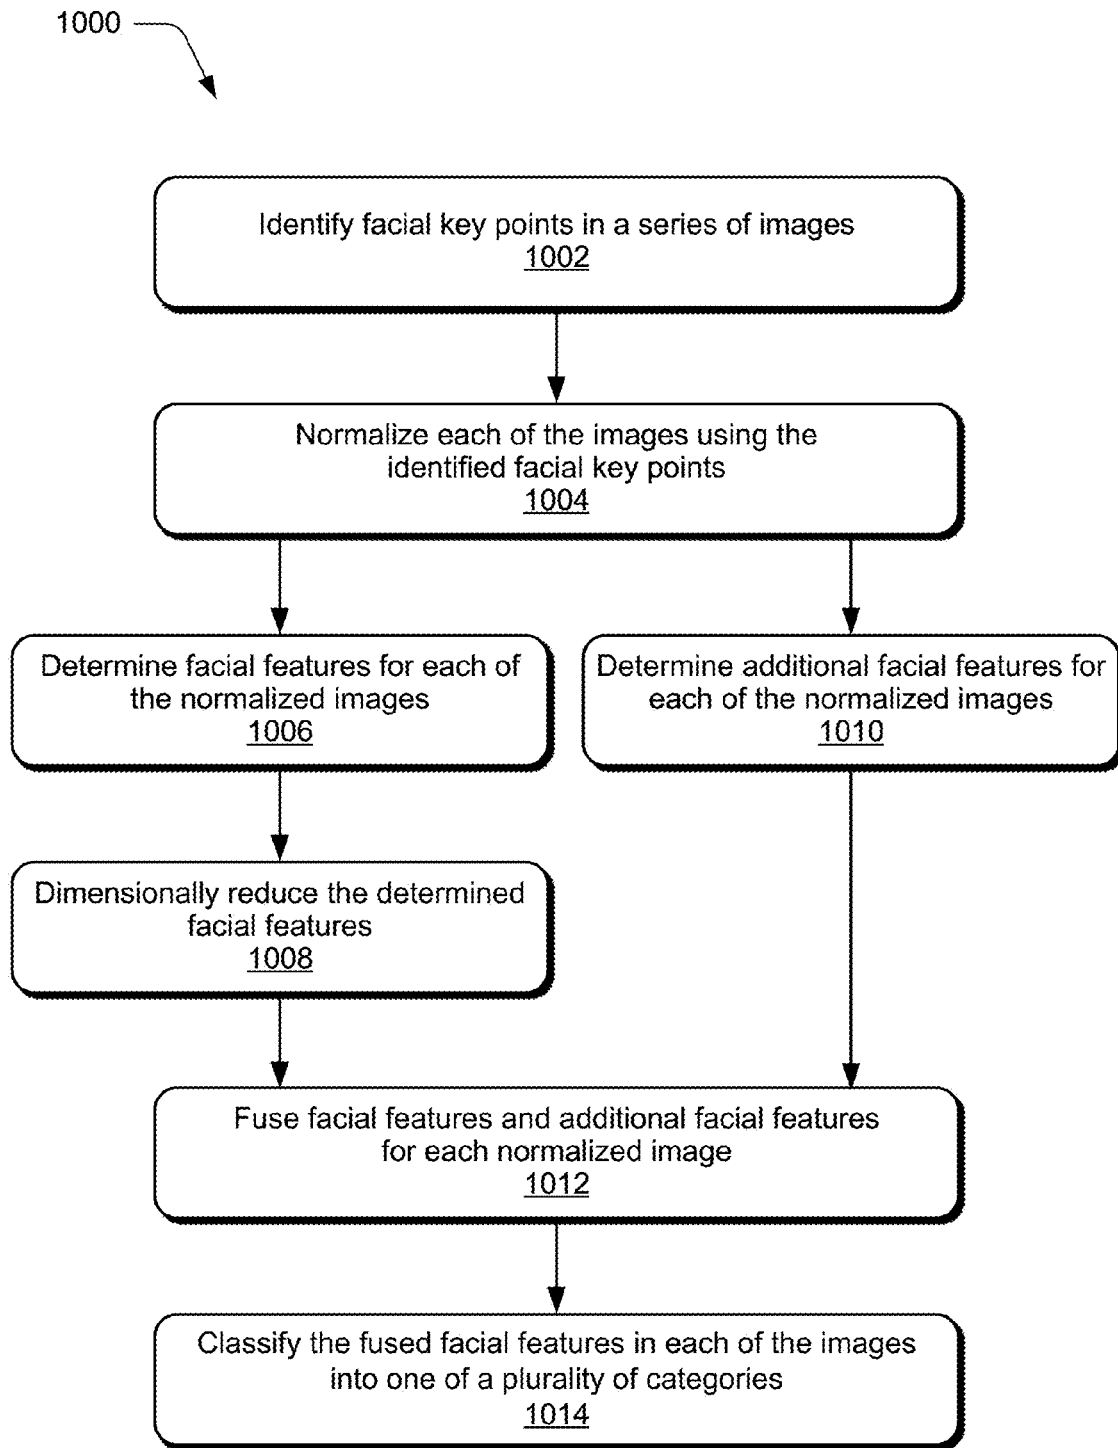 1000
Identify facial key points in a series of images
1002
Normalize each of the images using the
identified facial key points
1004
Determine facial features for each of
the normalized images
1006
Determine additional facial features for
each of the normalized images
1010
Dimensionally reduce the determined
facial features
1008
Fuse facial features and additional facial features
for each normalized image
1012
Classify the fused facial features in each of the images
into one of a plurality of categories
1014